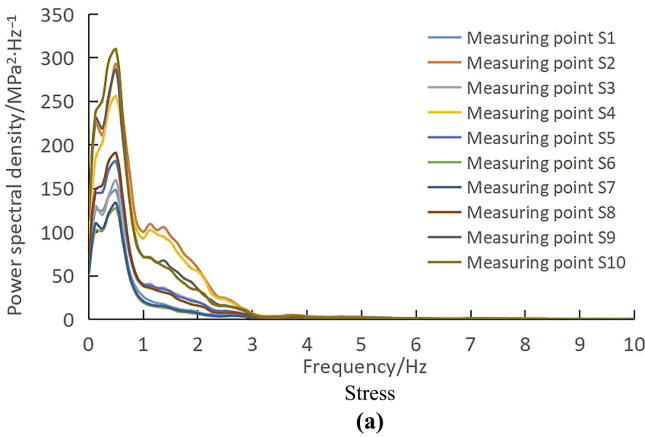 Power spectral density/MPa²·Hz⁻¹
350
300
250
200
150
100
50
0
0 1 2 3 4 5 6 7 8 9 10
Measuring point S1
Measuring point S2
Measuring point S3
Measuring point S4
Measuring point S5
Measuring point S6
Measuring point S7
Measuring point S8
Measuring point S9
Measuring point S10
Frequency/Hz
Stress
(a)